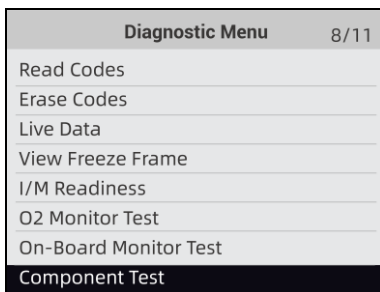 Diagnostic Menu 8/11
Read Codes
Erase Codes
Live Data
View Freeze Frame
I/M Readiness
O2 Monitor Test
On-Board Monitor Test
Component Test